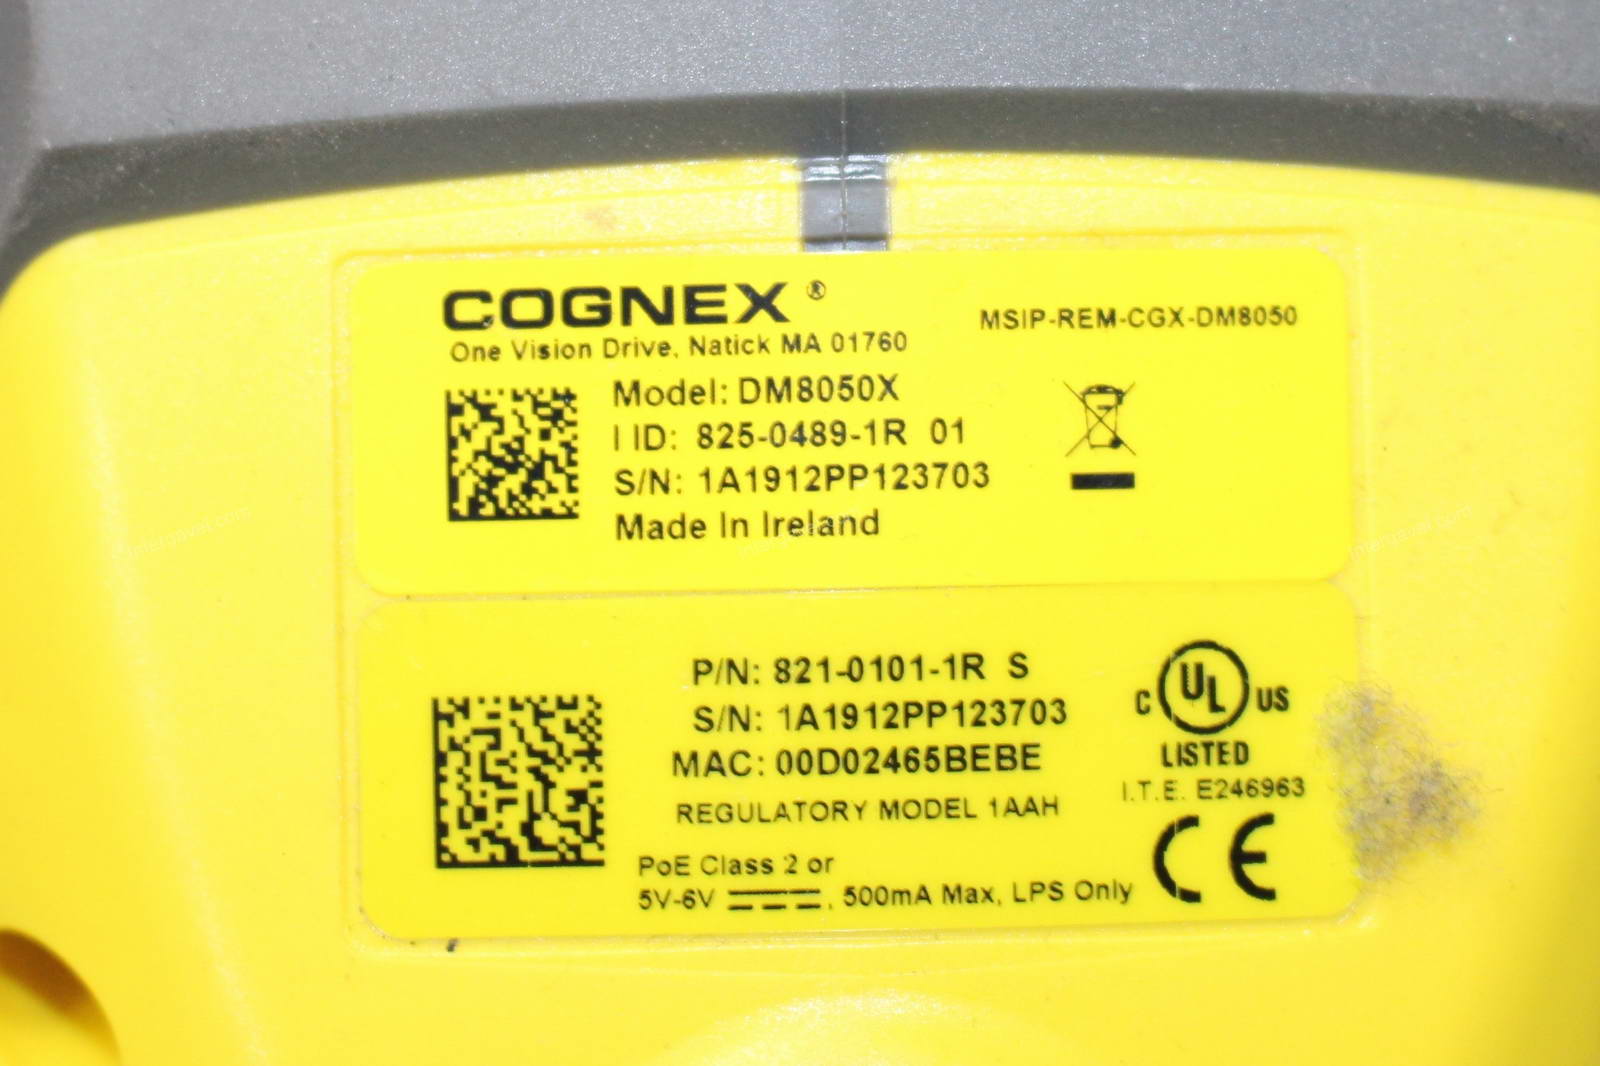 COGNEX ®
One Vision Drive, Natick MA 01760
MSIP-REM-CGX-DM8050
Model: DM8050X
I ID: 825-0489-1R 01
S/N: 1A1912PP123703
Made In Ireland
P/N: 821-0101-1R S
S/N: 1A1912PP123703
MAC: 00D02465BEBE
REGULATORY MODEL 1AAH
PoE Class 2 or
5V-6V ⎓, 500mA Max, LPS Only
C UL US
LISTED
I.T.E. E246963
CE